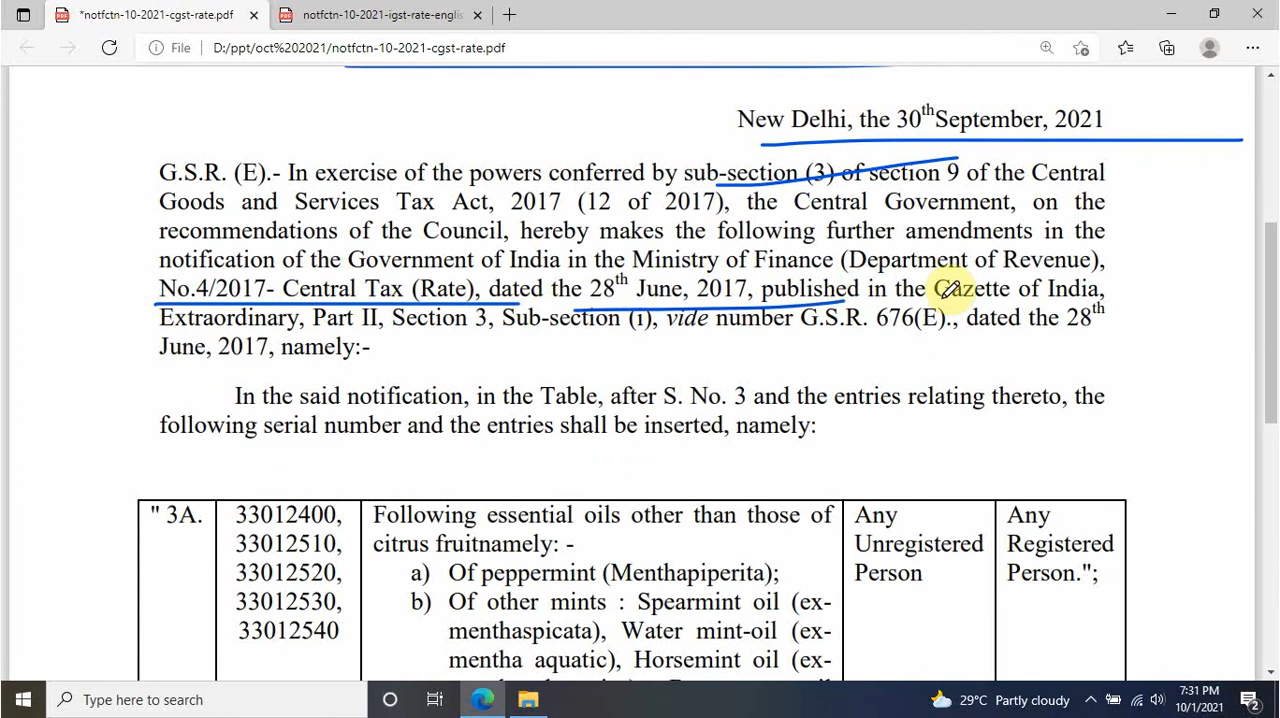 *notfctn-10-2021-cgst-rate.pdf
notfctn-10-2021-igst-rate-englis
File D:/ppt/oct%202021/notfctn-10-2021-cgst-rate.pdf
New Delhi, the 30thSeptember, 2021
G.S.R. (E).- In exercise of the powers conferred by sub-section (3) of section 9 of the Central
Goods and Services Tax Act, 2017 (12 of 2017), the Central Government, on the
recommendations of the Council, hereby makes the following further amendments in the
notification of the Government of India in the Ministry of Finance (Department of Revenue),
No.4/2017- Central Tax (Rate), dated the 28th June, 2017, published in the Gazette of India,
Extraordinary, Part II, Section 3, Sub-section (i), vide number G.S.R. 676(E)., dated the 28th
June, 2017, namely:-
In the said notification, in the Table, after S. No. 3 and the entries relating thereto, the
following serial number and the entries shall be inserted, namely:
" 3A.
33012400,
33012510,
33012520,
33012530,
33012540
Following essential oils other than those of
citrus fruitnamely: -
a) Of peppermint (Menthapiperita);
b) Of other mints : Spearmint oil (ex-
menthaspicata), Water mint-oil (ex-
mentha aquatic), Horsemint oil (ex-
Any
Unregistered
Person
Any
Registered
Person.";
Type here to search
29°C Partly cloudy
7:31 PM
10/1/2021
2